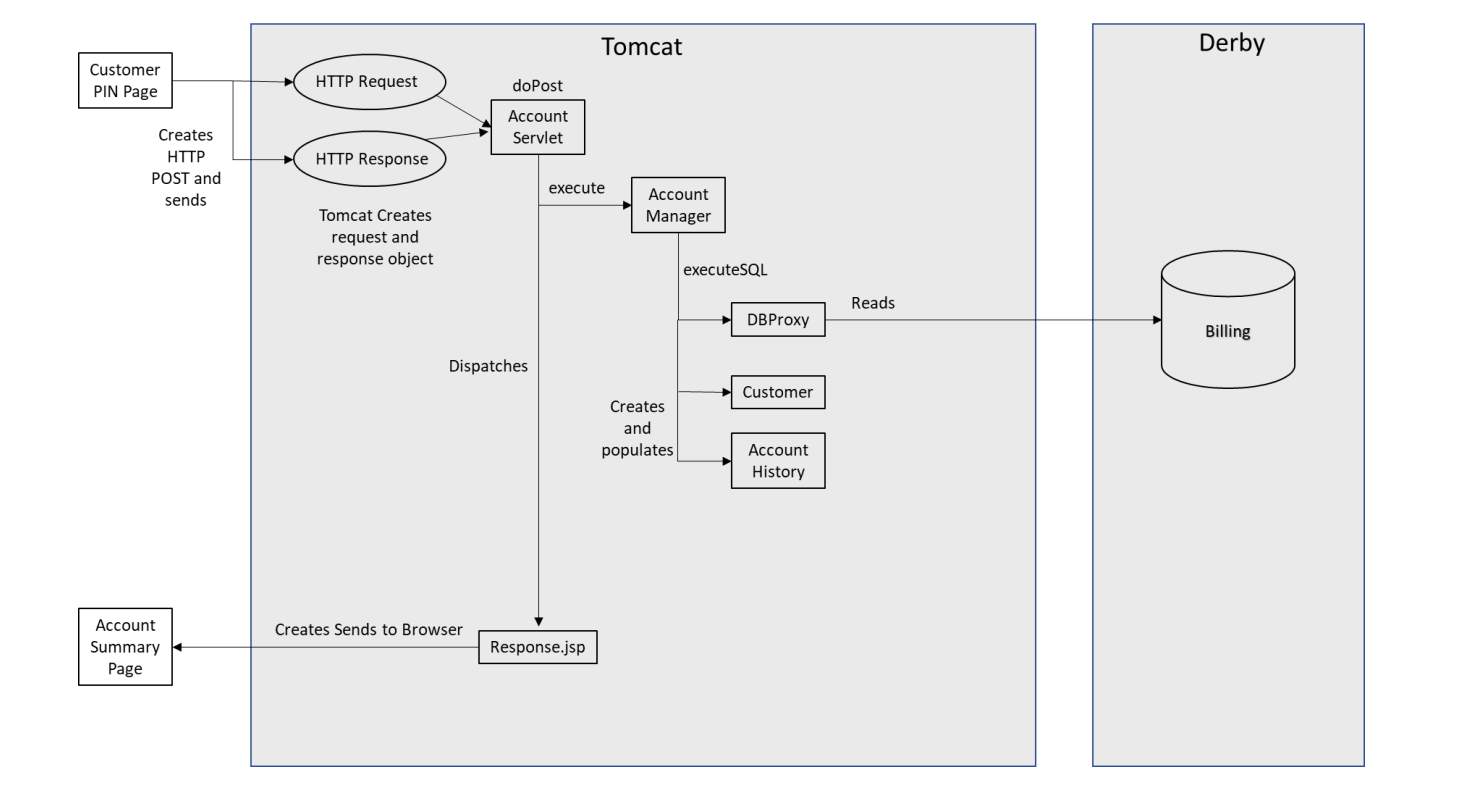 Tomcat
Derby
Customer
PIN Page
HTTP Request
doPost
Account
Servlet
Creates
HTTP
POST and
sends
HTTP Response
Tomcat Creates
request and
response object
execute
Account
Manager
executeSQL
DBProxy
Reads
Billing
Dispatches
Customer
Creates
and
populates
Account
History
Account
Summary
Page
Creates Sends to Browser
Response.jsp